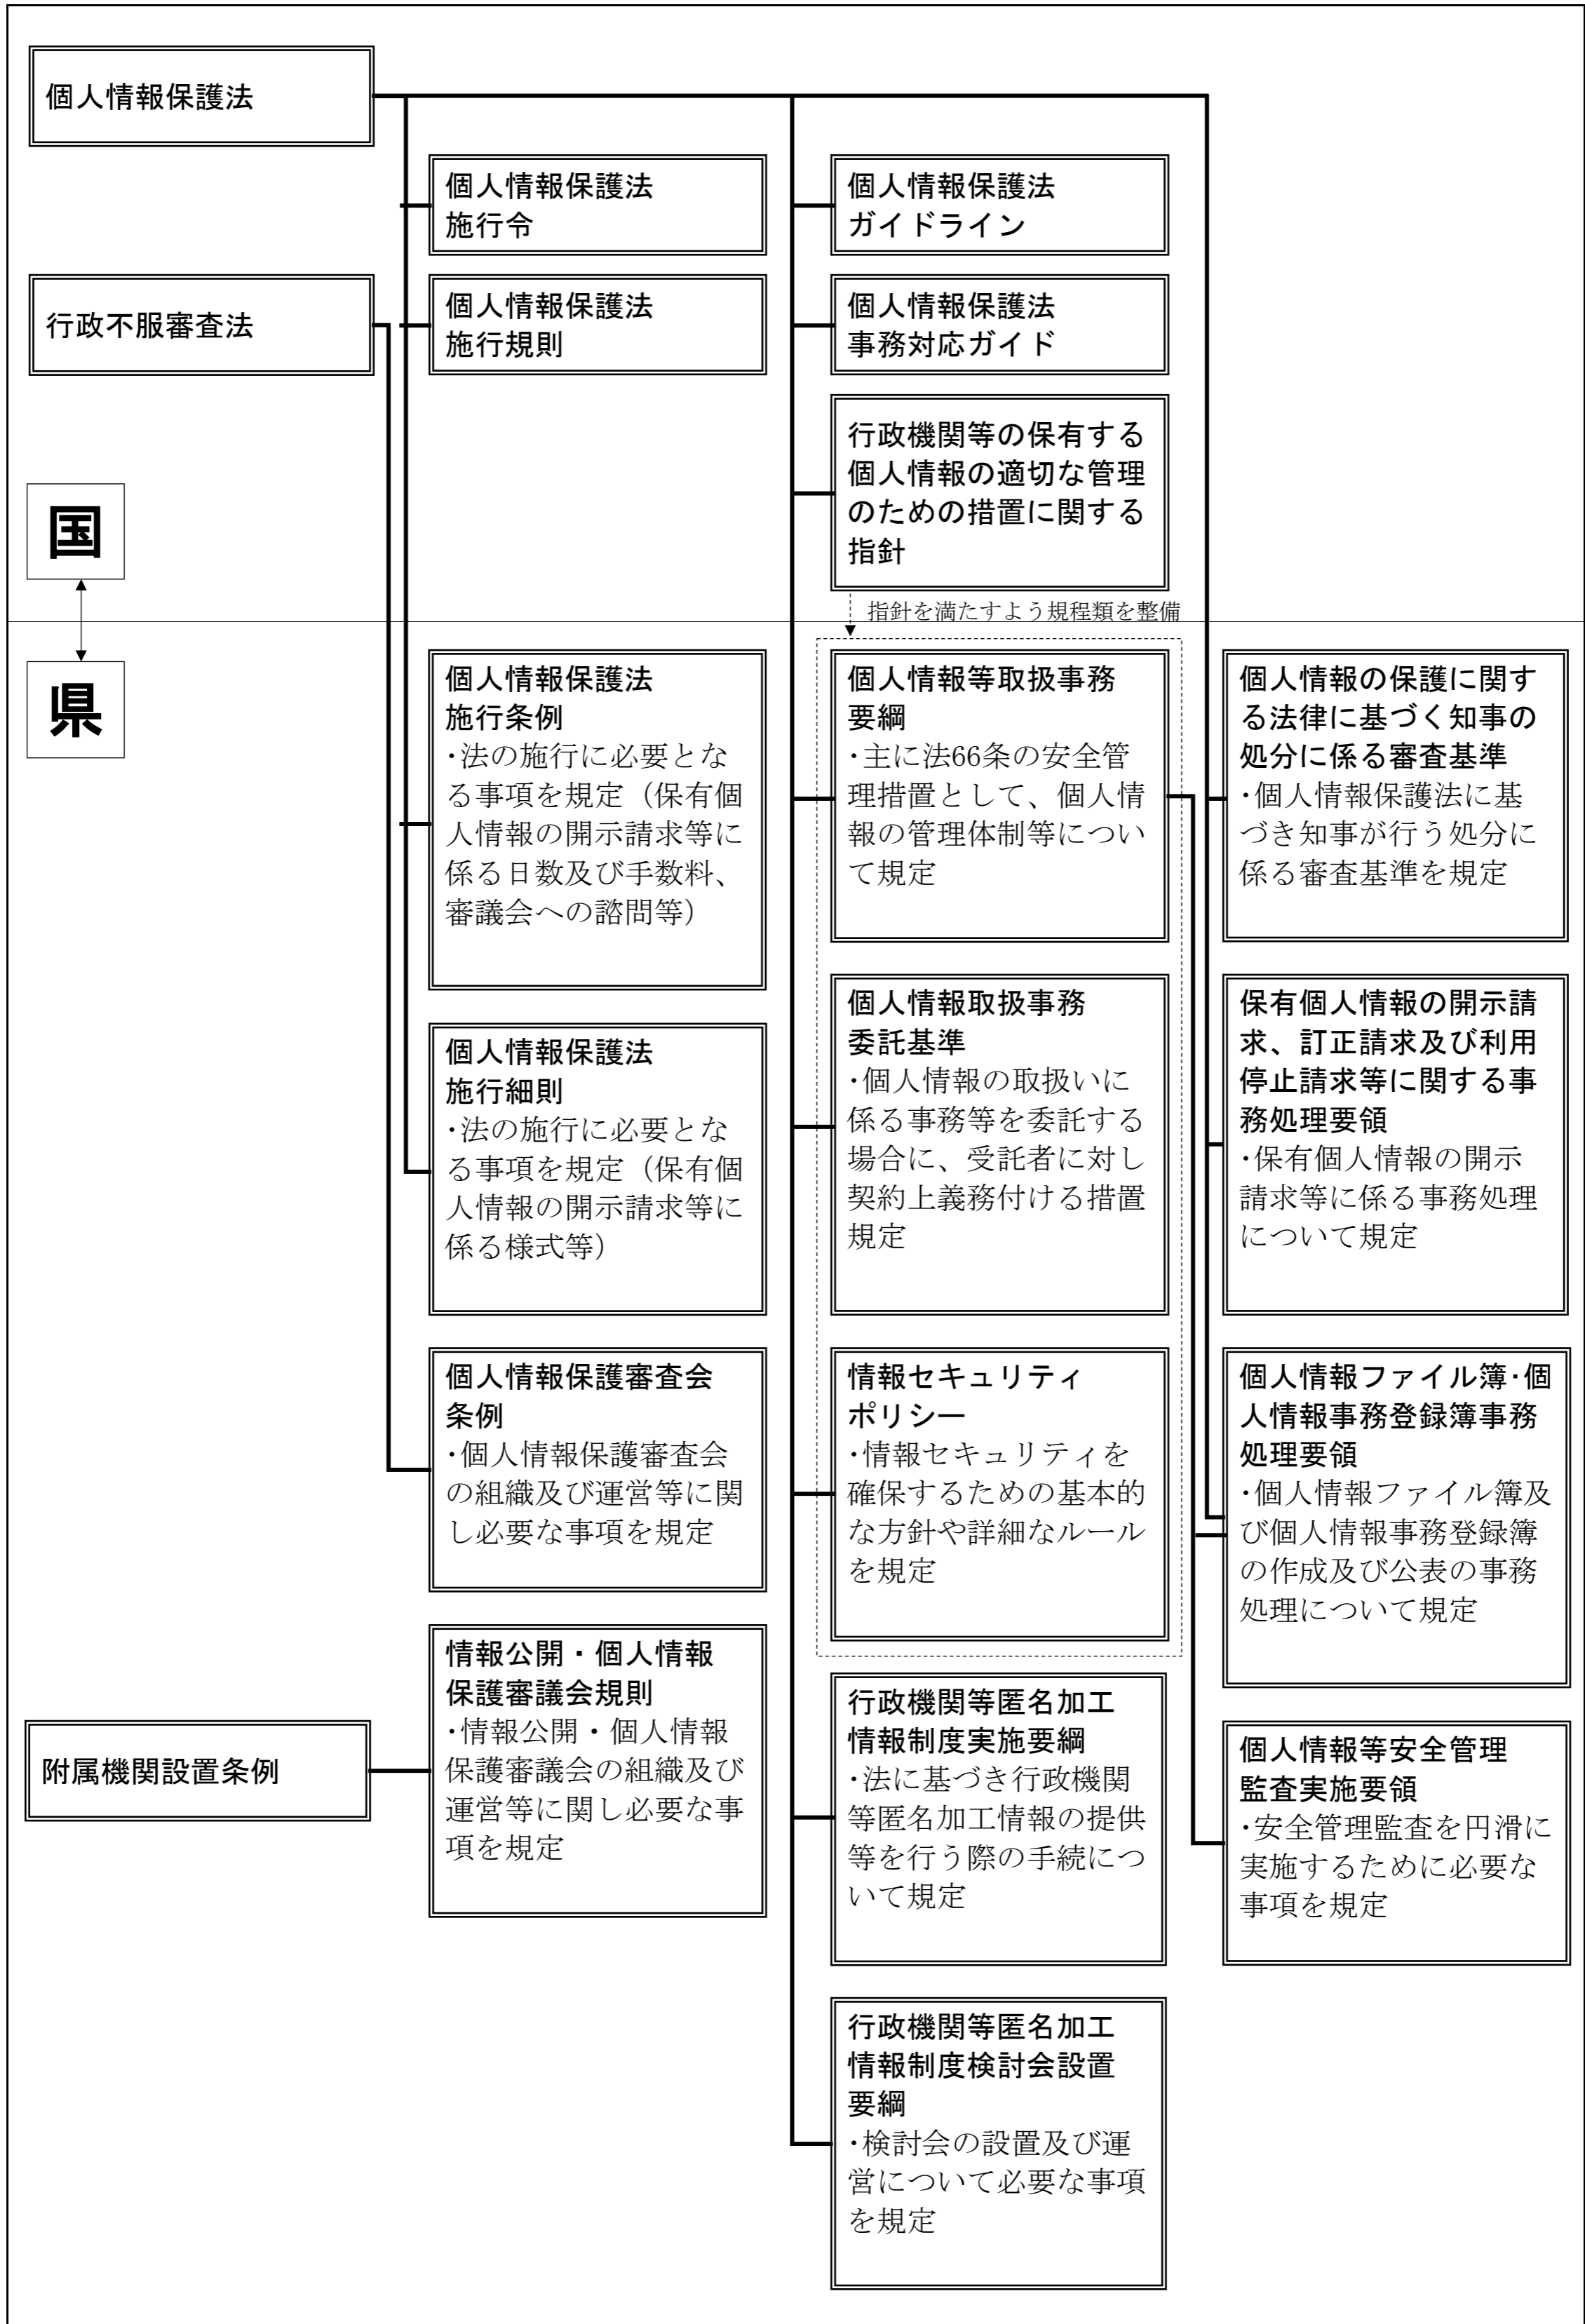 個人情報保護法
個人情報保護法
施行令
個人情報保護法
ガイドライン
行政不服審査法
個人情報保護法
施行規則
個人情報保護法
事務対応ガイド
行政機関等の保有する
個人情報の適切な管理
のための措置に関する
指針
国
指針を満たすよう規程類を整備
県
個人情報保護法
施行条例
・法の施行に必要とな
る事項を規定（保有個
人情報の開示請求等に
係る日数及び手数料、
審議会への諮問等）
個人情報等取扱事務
要綱
・主に法66条の安全管
理措置として、個人情
報の管理体制等につい
て規定
個人情報の保護に関す
る法律に基づく知事の
処分に係る審査基準
・個人情報保護法に基
づき知事が行う処分に
係る審査基準を規定
個人情報保護法
施行細則
・法の施行に必要とな
る事項を規定（保有個
人情報の開示請求等に
係る様式等）
個人情報取扱事務
委託基準
・個人情報の取扱いに
係る事務等を委託する
場合に、受託者に対し
契約上義務付ける措置
規定
保有個人情報の開示請
求、訂正請求及び利用
停止請求等に関する事
務処理要領
・保有個人情報の開示
請求等に係る事務処理
について規定
個人情報保護審査会
条例
・個人情報保護審査会
の組織及び運営等に関
し必要な事項を規定
情報セキュリティ
ポリシー
・情報セキュリティを
確保するための基本的
な方針や詳細なルール
を規定
個人情報ファイル簿・個
人情報事務登録簿事務
処理要領
・個人情報ファイル簿及
び個人情報事務登録簿
の作成及び公表の事務
処理について規定
附属機関設置条例
情報公開・個人情報
保護審議会規則
・情報公開・個人情報
保護審議会の組織及び
運営等に関し必要な事
項を規定
行政機関等匿名加工
情報制度実施要綱
・法に基づき行政機関
等匿名加工情報の提供
等を行う際の手続につ
いて規定
個人情報等安全管理
監査実施要領
・安全管理監査を円滑に
実施するために必要な
事項を規定
行政機関等匿名加工
情報制度検討会設置
要綱
・検討会の設置及び運
営について必要な事項
を規定